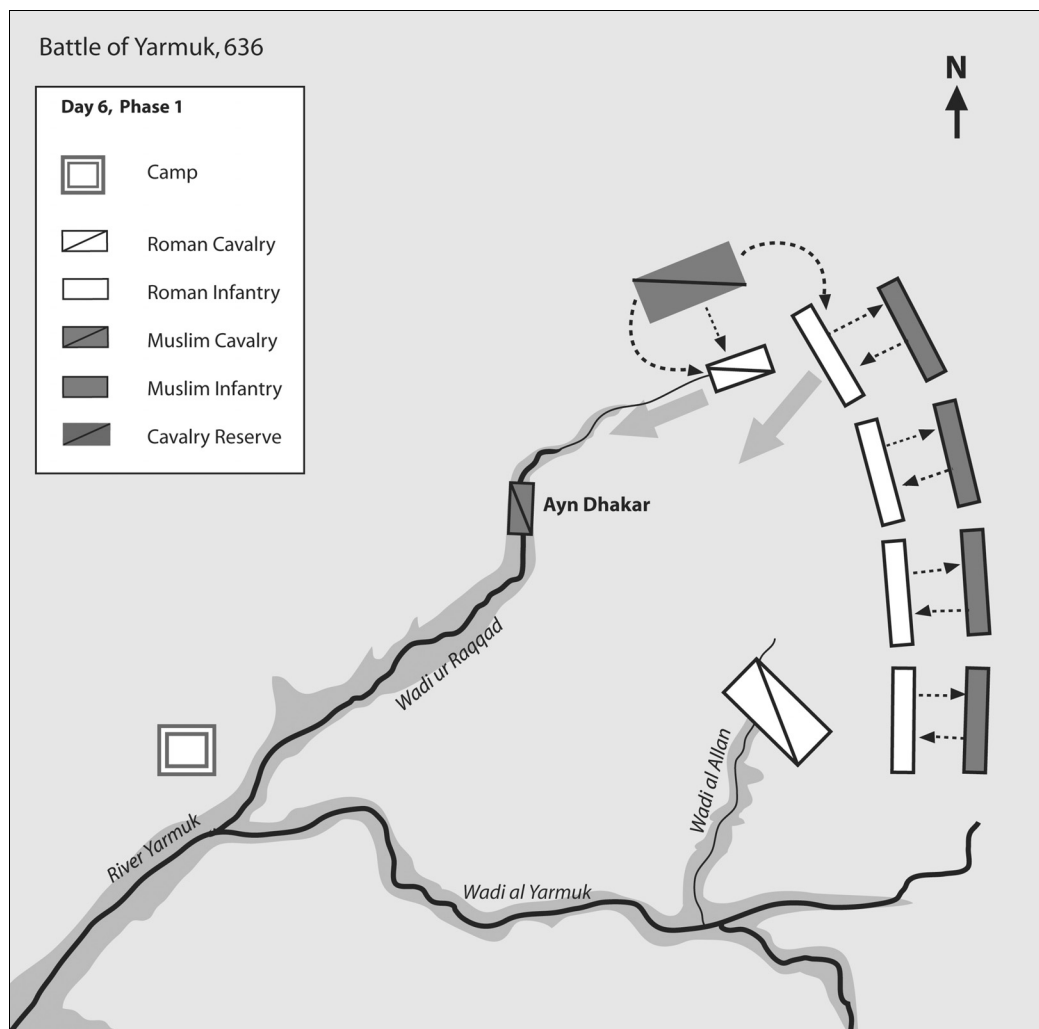 Battle of Yarmuk, 636
N
Day 6, Phase 1
Camp
Roman Cavalry
Roman Infantry
Muslim Cavalry
Muslim Infantry
Cavalry Reserve
Ayn Dhakar
Wadi ur Raqqad
Wadi al Allan
River Yarmuk
Wadi al Yarmuk